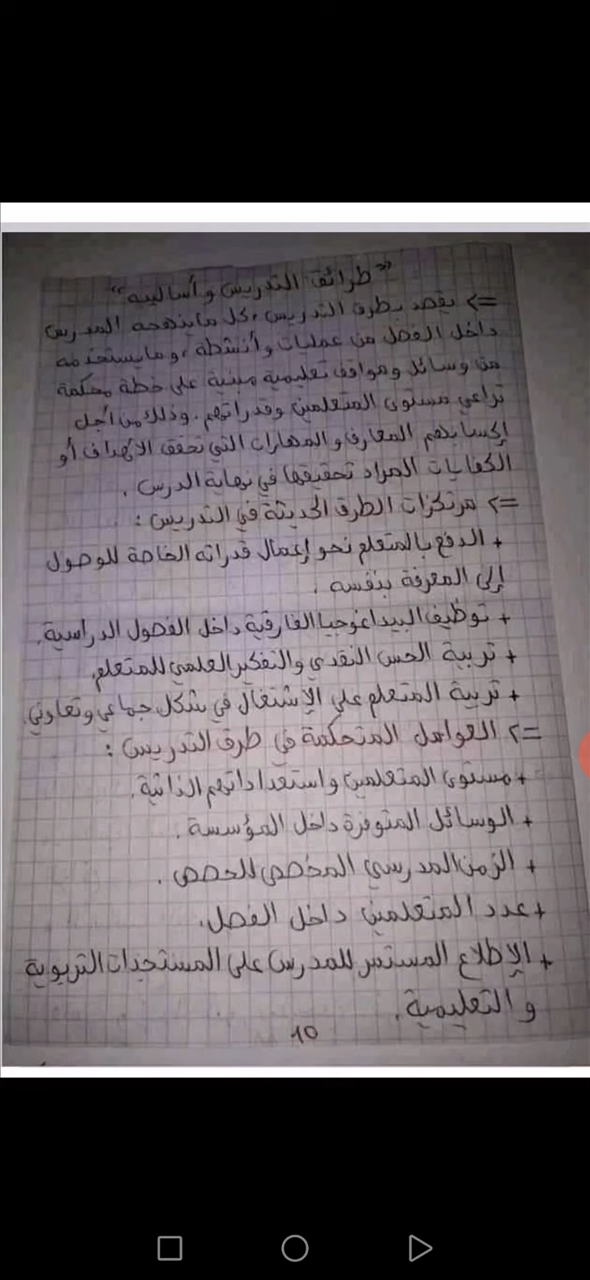 "طرائق التدريس وأساليبه"
=> يقصد بطرق التدريس، كل ما ينهجه المدرس
داخل الفصل من عمليات وأنشطة، وما يستخدمه
من وسائل ومواقف تعليمية مبنية على خطة محكمة
تراعي مستوى المتعلمين وقدراتهم. وذلك من أجل
إكسابهم المعارف والمهارات التي تحقق الأهداف أو
الكفايات المراد تحقيقها في نهاية الدرس.
=> مرتكزات الطرق الحديثة في التدريس:
+ الدفع بالمتعلم نحو إعمال قدراته الخاصة للوصول
إلى المعرفة بنفسه.
+ توظيف البيداغوجيا الفارقية داخل الفصول الدراسية.
+ تربية الحس النقدي والتفكير العلمي للمتعلم.
+ تربية المتعلم على الإشتغال في شكل جماعي وتعاوني.
=> العوامل المتحكمة في طرق التدريس:
+ مستوى المتعلمين واستعداداتهم الذاتية.
+ الوسائل المتوفرة داخل المؤسسة.
+ الزمن المدرسي المخصص للحصص.
+ عدد المتعلمين داخل الفصل.
+ الإطلاع المستمر للمدرس على المستجدات التربوية
و التعليمية.
10